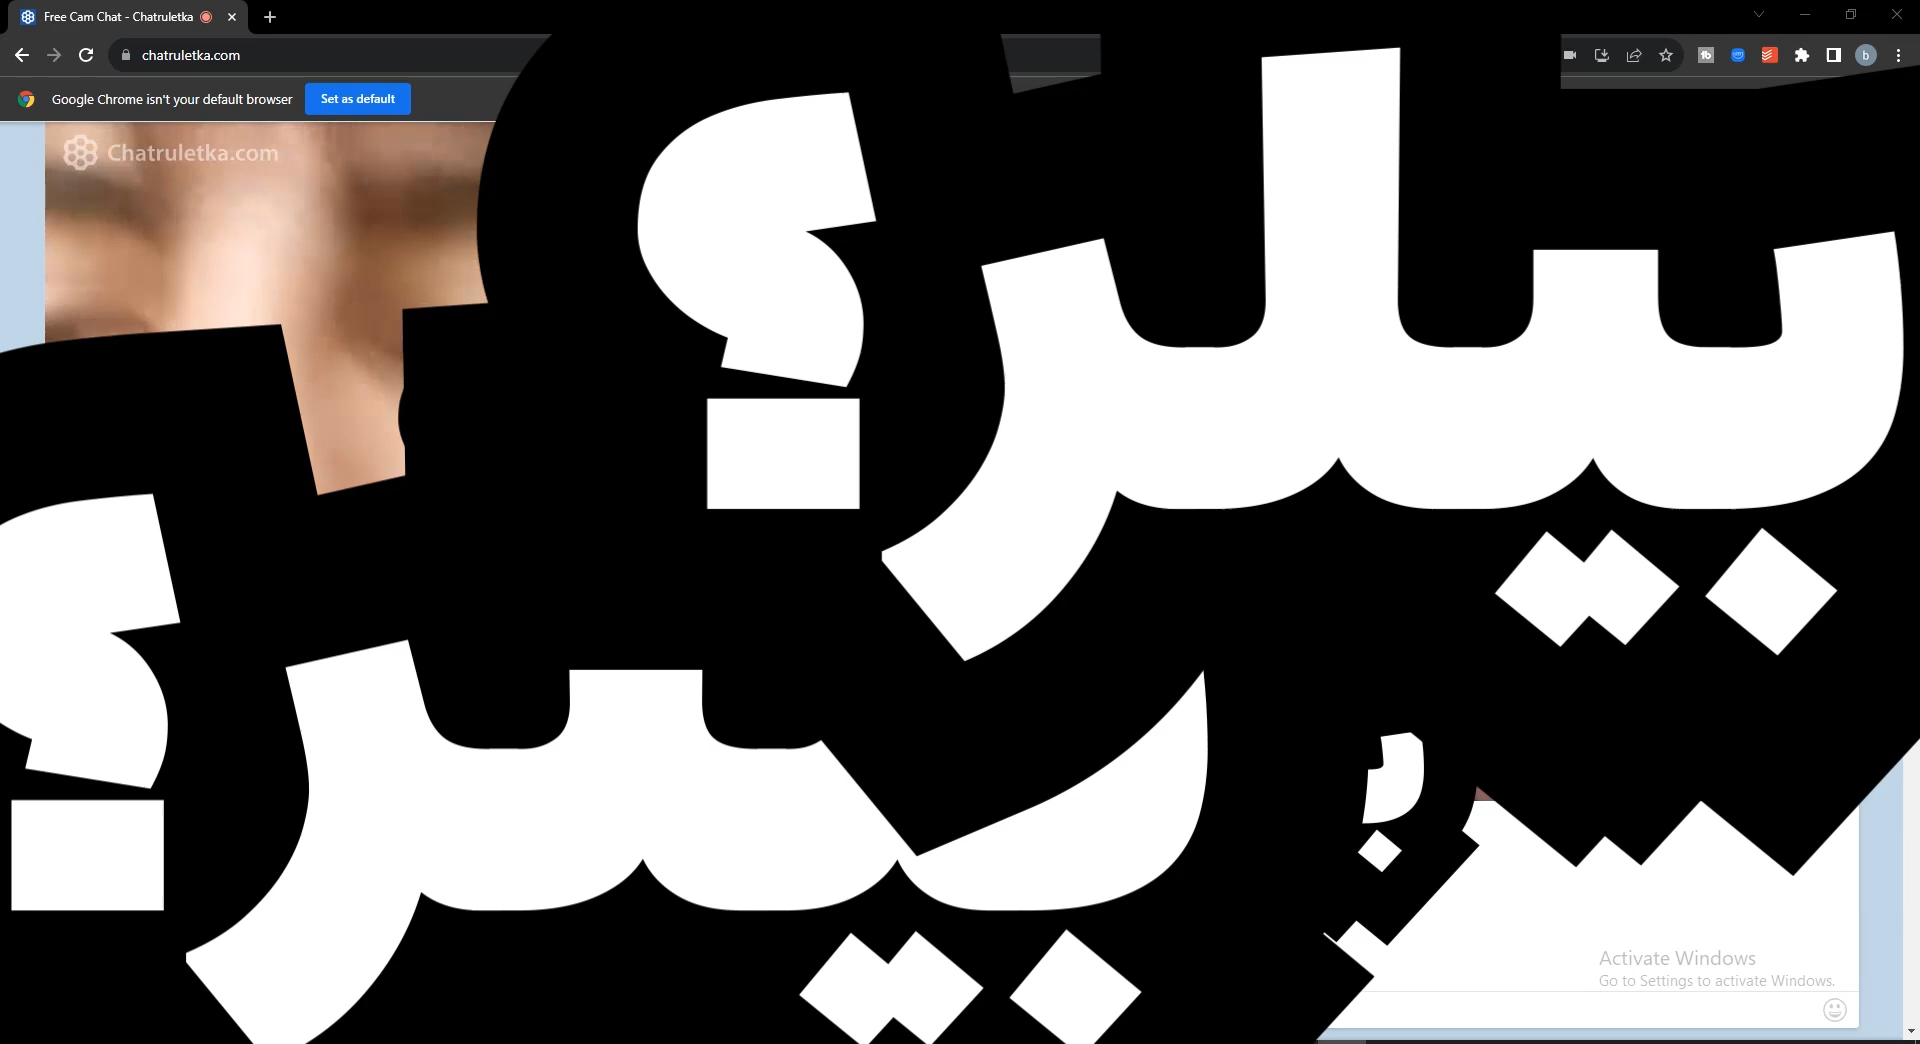 Free Cam Chat - Chatruletka
chatruletka.com
Google Chrome isn't your default browser Set as default
Chatruletka.com
بيلر؟
Activate Windows
Go to Settings to activate Windows.